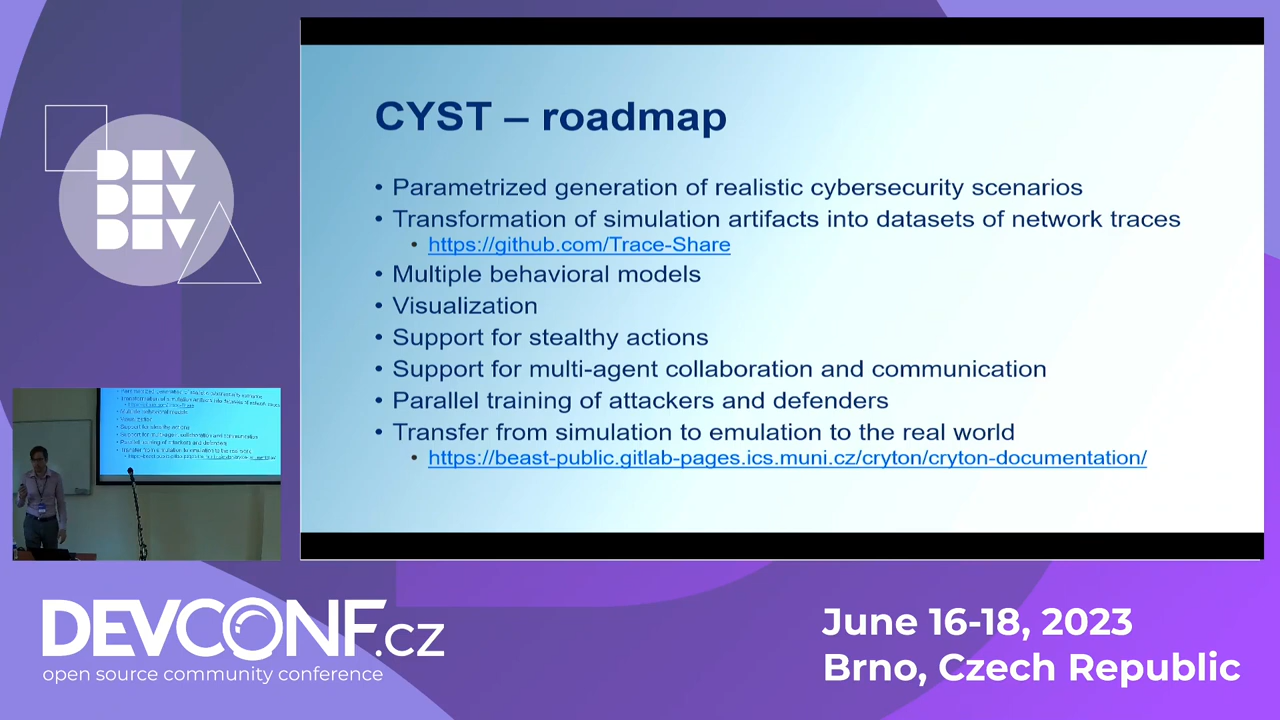 DEV
DEV
DEV
CYST – roadmap
• Parametrized generation of realistic cybersecurity scenarios
• Transformation of simulation artifacts into datasets of network traces
• https://github.com/Trace-Share
• Multiple behavioral models
• Visualization
• Support for stealthy actions
• Support for multi-agent collaboration and communication
• Parallel training of attackers and defenders
• Transfer from simulation to emulation to the real world
• https://beast-public.gitlab-pages.ics.muni.cz/cryton/cryton-documentation/
DEVCONF.cz
open source community conference
June 16-18, 2023
Brno, Czech Republic